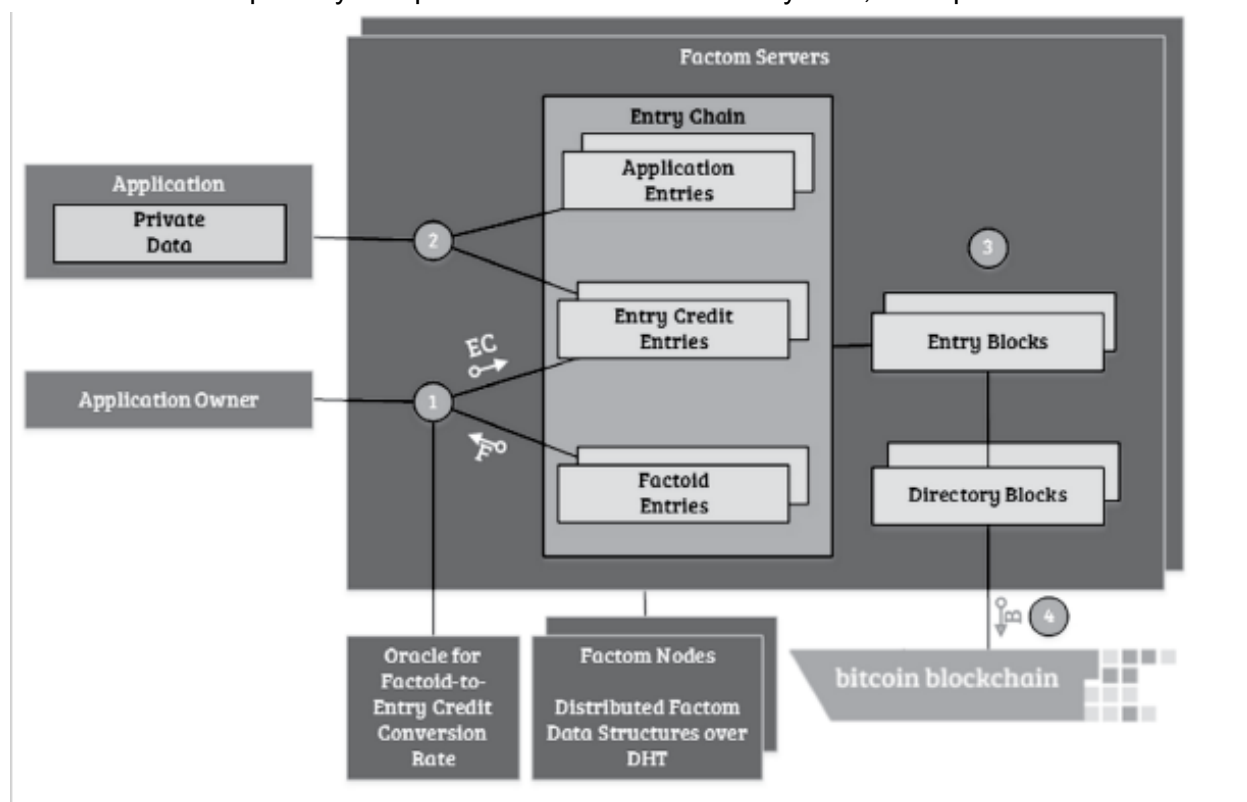 Factom Servers
Entry Chain
Application
Entries
Application
Private
Data
2
3
Entry Credit
Entries
EC
Entry Blocks
Application Owner
1
F
Factoid
Entries
Directory Blocks
B
4
Oracle for
Factoid-to-
Entry Credit
Conversion
Rate
Factom Nodes
Distributed Factom
Data Structures over
DHT
bitcoin blockchain